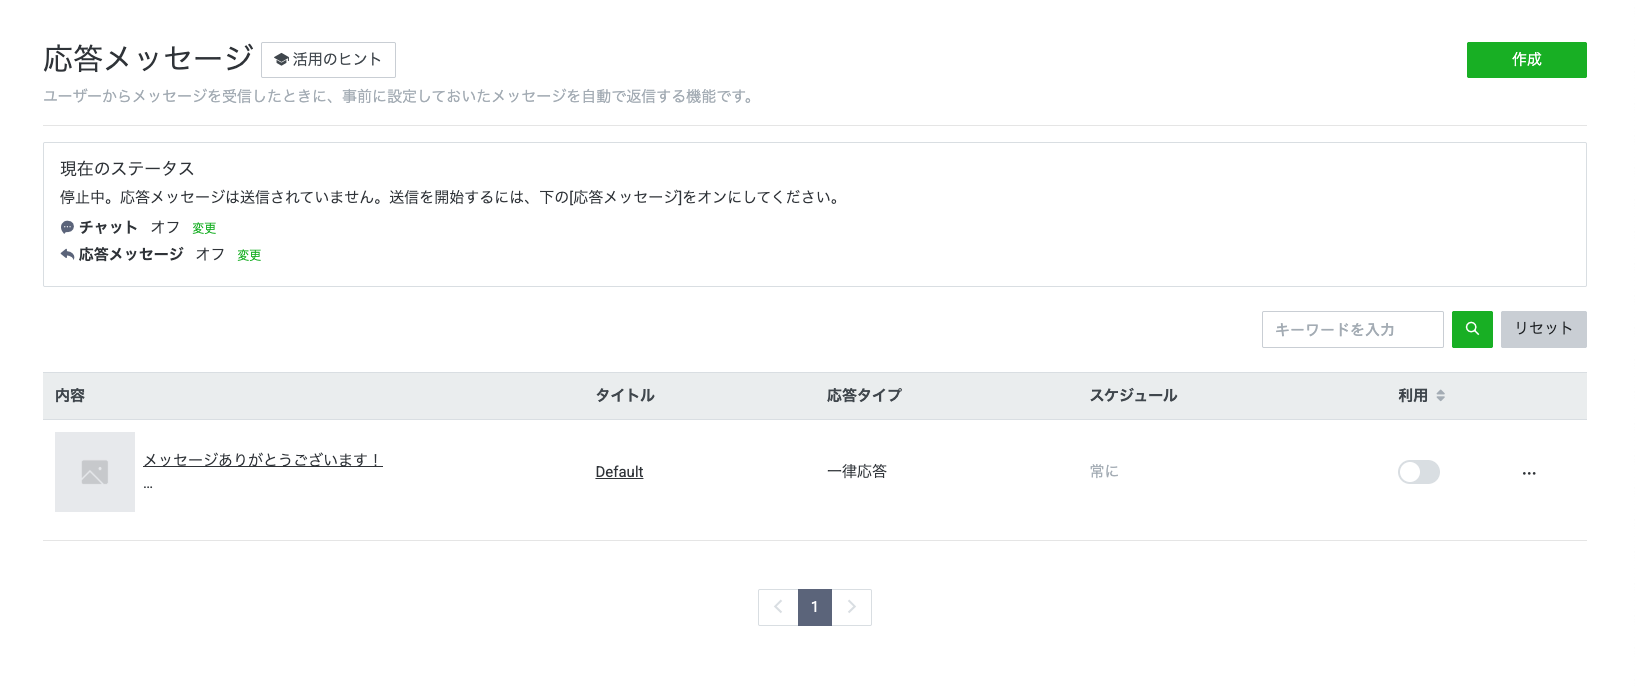 応答メッセージ 活用のヒント 作成
ユーザーからメッセージを受信したときに、事前に設定しておいたメッセージを自動で返信する機能です。
現在のステータス
停止中。応答メッセージは送信されていません。送信を開始するには、下の[応答メッセージ]をオンにしてください。
チャット オフ 変更
応答メッセージ オフ 変更
キーワードを入力 リセット
内容 タイトル 応答タイプ スケジュール 利用
メッセージありがとうございます！
...
Default 一律応答 常に
1